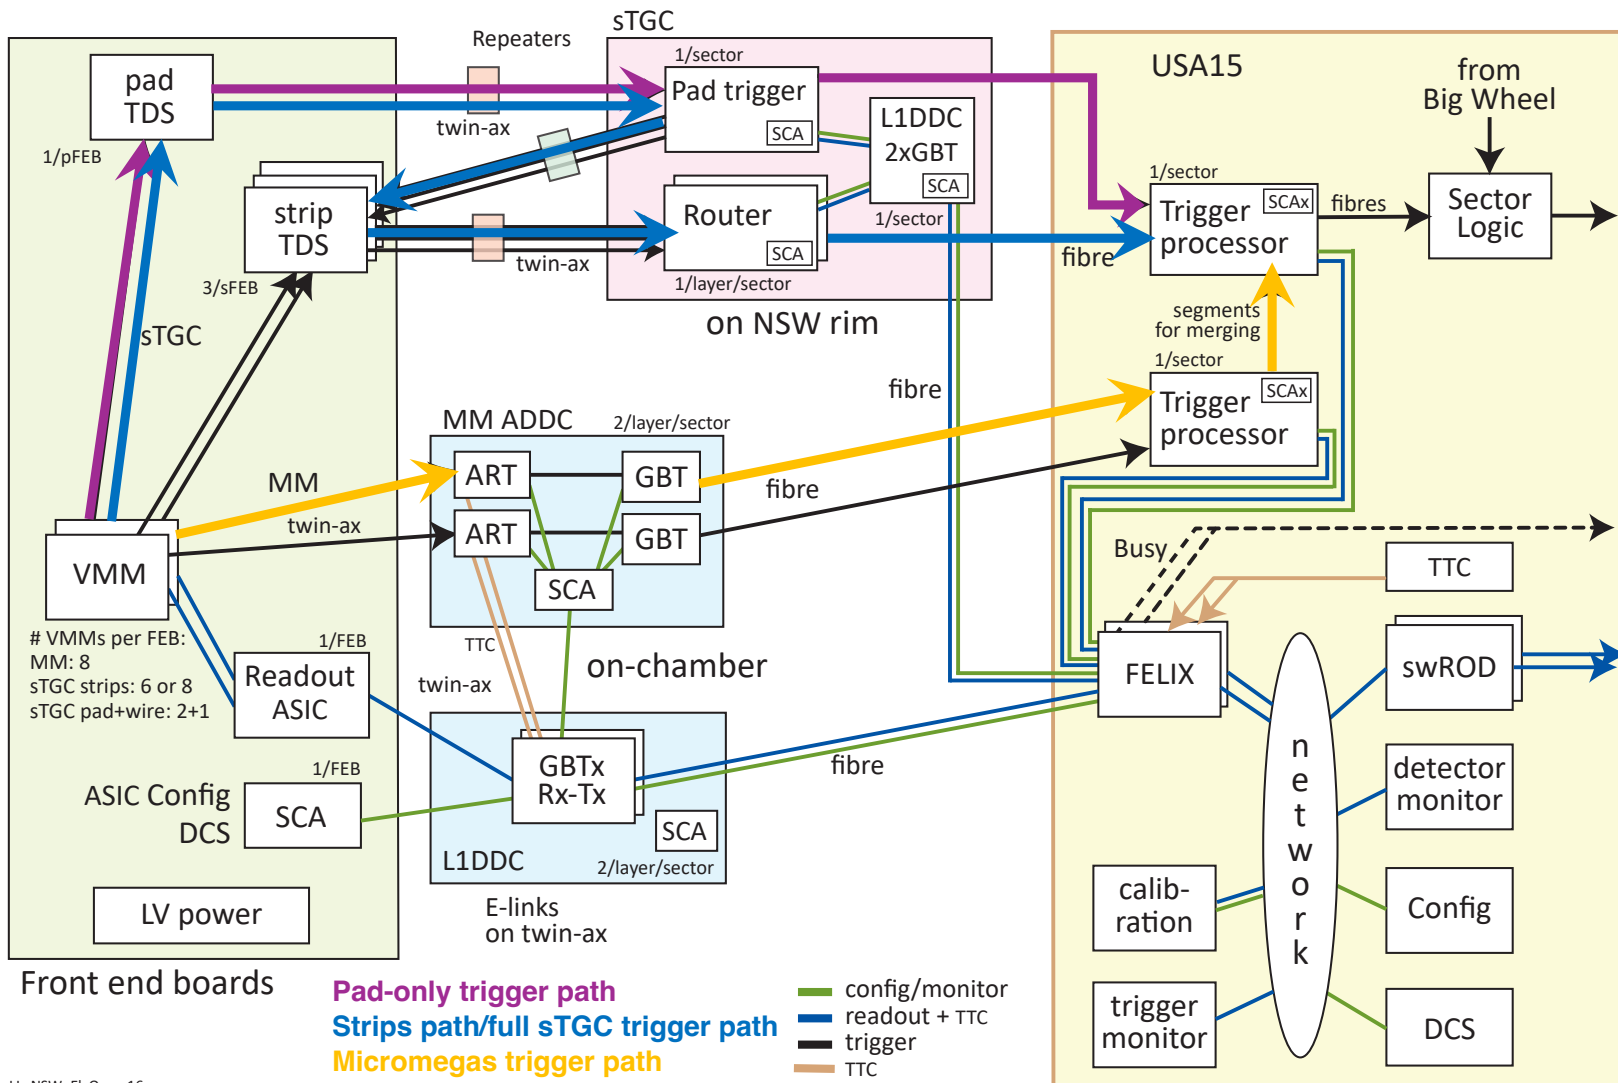 sTGC
Repeaters
pad
TDS
1/pFEB
twin-ax
1/sector
Pad trigger
SCA
L1DDC
2xGBT
SCA
1/sector
USA15
from
Big Wheel
strip
TDS
3/sFEB
twin-ax
Router
SCA
1/layer/sector
on NSW rim
1/sector
SCAx
Trigger
processor
fibre
fibres
Sector
Logic
sTGC
segments
for merging
1/sector
SCAx
Trigger
processor
fibre
MM ADDC
2/layer/sector
ART
GBT
ART
GBT
SCA
MM
twin-ax
fibre
VMM
# VMMs per FEB:
MM: 8
sTGC strips: 6 or 8
sTGC pad+wire: 2+1
1/FEB
Readout
ASIC
TTC
twin-ax
on-chamber
Busy
TTC
FELIX
swROD
network
1/FEB
ASIC Config
DCS
SCA
GBTx
Rx-Tx
SCA
L1DDC
2/layer/sector
fibre
detector
monitor
LV power
E-links
on twin-ax
calib-
ration
Config
trigger
monitor
DCS
Front end boards
Pad-only trigger path
Strips path/full sTGC trigger path
Micromegas trigger path
config/monitor
readout + TTC
trigger
TTC